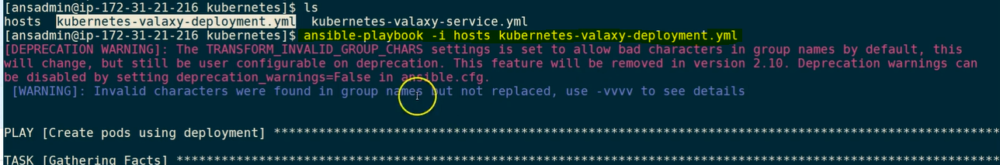 [ansadmin@ip-172-31-21-216 kubernetes]$ ls
hosts  kubernetes-valaxy-deployment.yml  kubernetes-valaxy-service.yml
[ansadmin@ip-172-31-21-216 kubernetes]$ ansible-playbook -i hosts kubernetes-valaxy-deployment.yml
[DEPRECATION WARNING]: The TRANSFORM_INVALID_GROUP_CHARS settings is set to allow bad characters in group names by default, this
will change, but still be user configurable on deprecation. This feature will be removed in version 2.10. Deprecation warnings can
be disabled by setting deprecation_warnings=False in ansible.cfg.
 [WARNING]: Invalid characters were found in group names but not replaced, use -vvvv to see details
PLAY [Create pods using deployment] ******************************************************************************
TASK [Gathering Facts] ******************************************************************************************